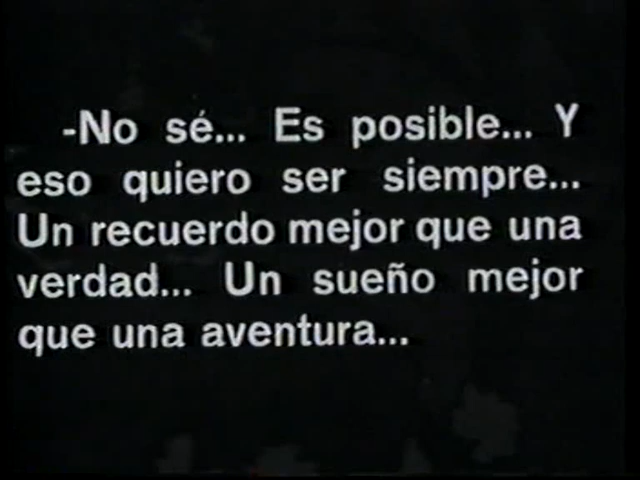 -No sé... Es posible... Y
eso quiero ser siempre...
Un recuerdo mejor que una
verdad... Un sueño mejor
que una aventura...